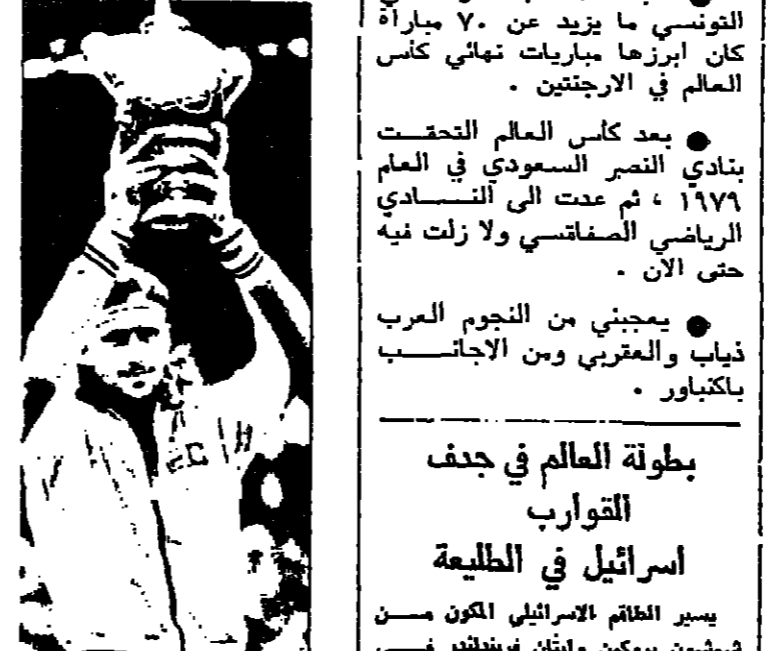 التونسي ما يزيد عن ٧٠ مباراة
كان ابرزها مباريات نهائي كاس
العالم في الارجنتين .
● بعد كأس العالم التحقت
بنادي النصر السعودي في العام
١٩٧٩ ، ثم عدت الى النادي
الرياضي الصفاقسي ولا زلت فيه
حتى الان .
● يعجبني من النجوم العرب
ذياب والعقربي ومن الاجانب
باكنباور .
بطولة العالم في جدف
القوارب
اسرائيل في الطليعة
يسير الطاقم الاسرائيلي المكون من